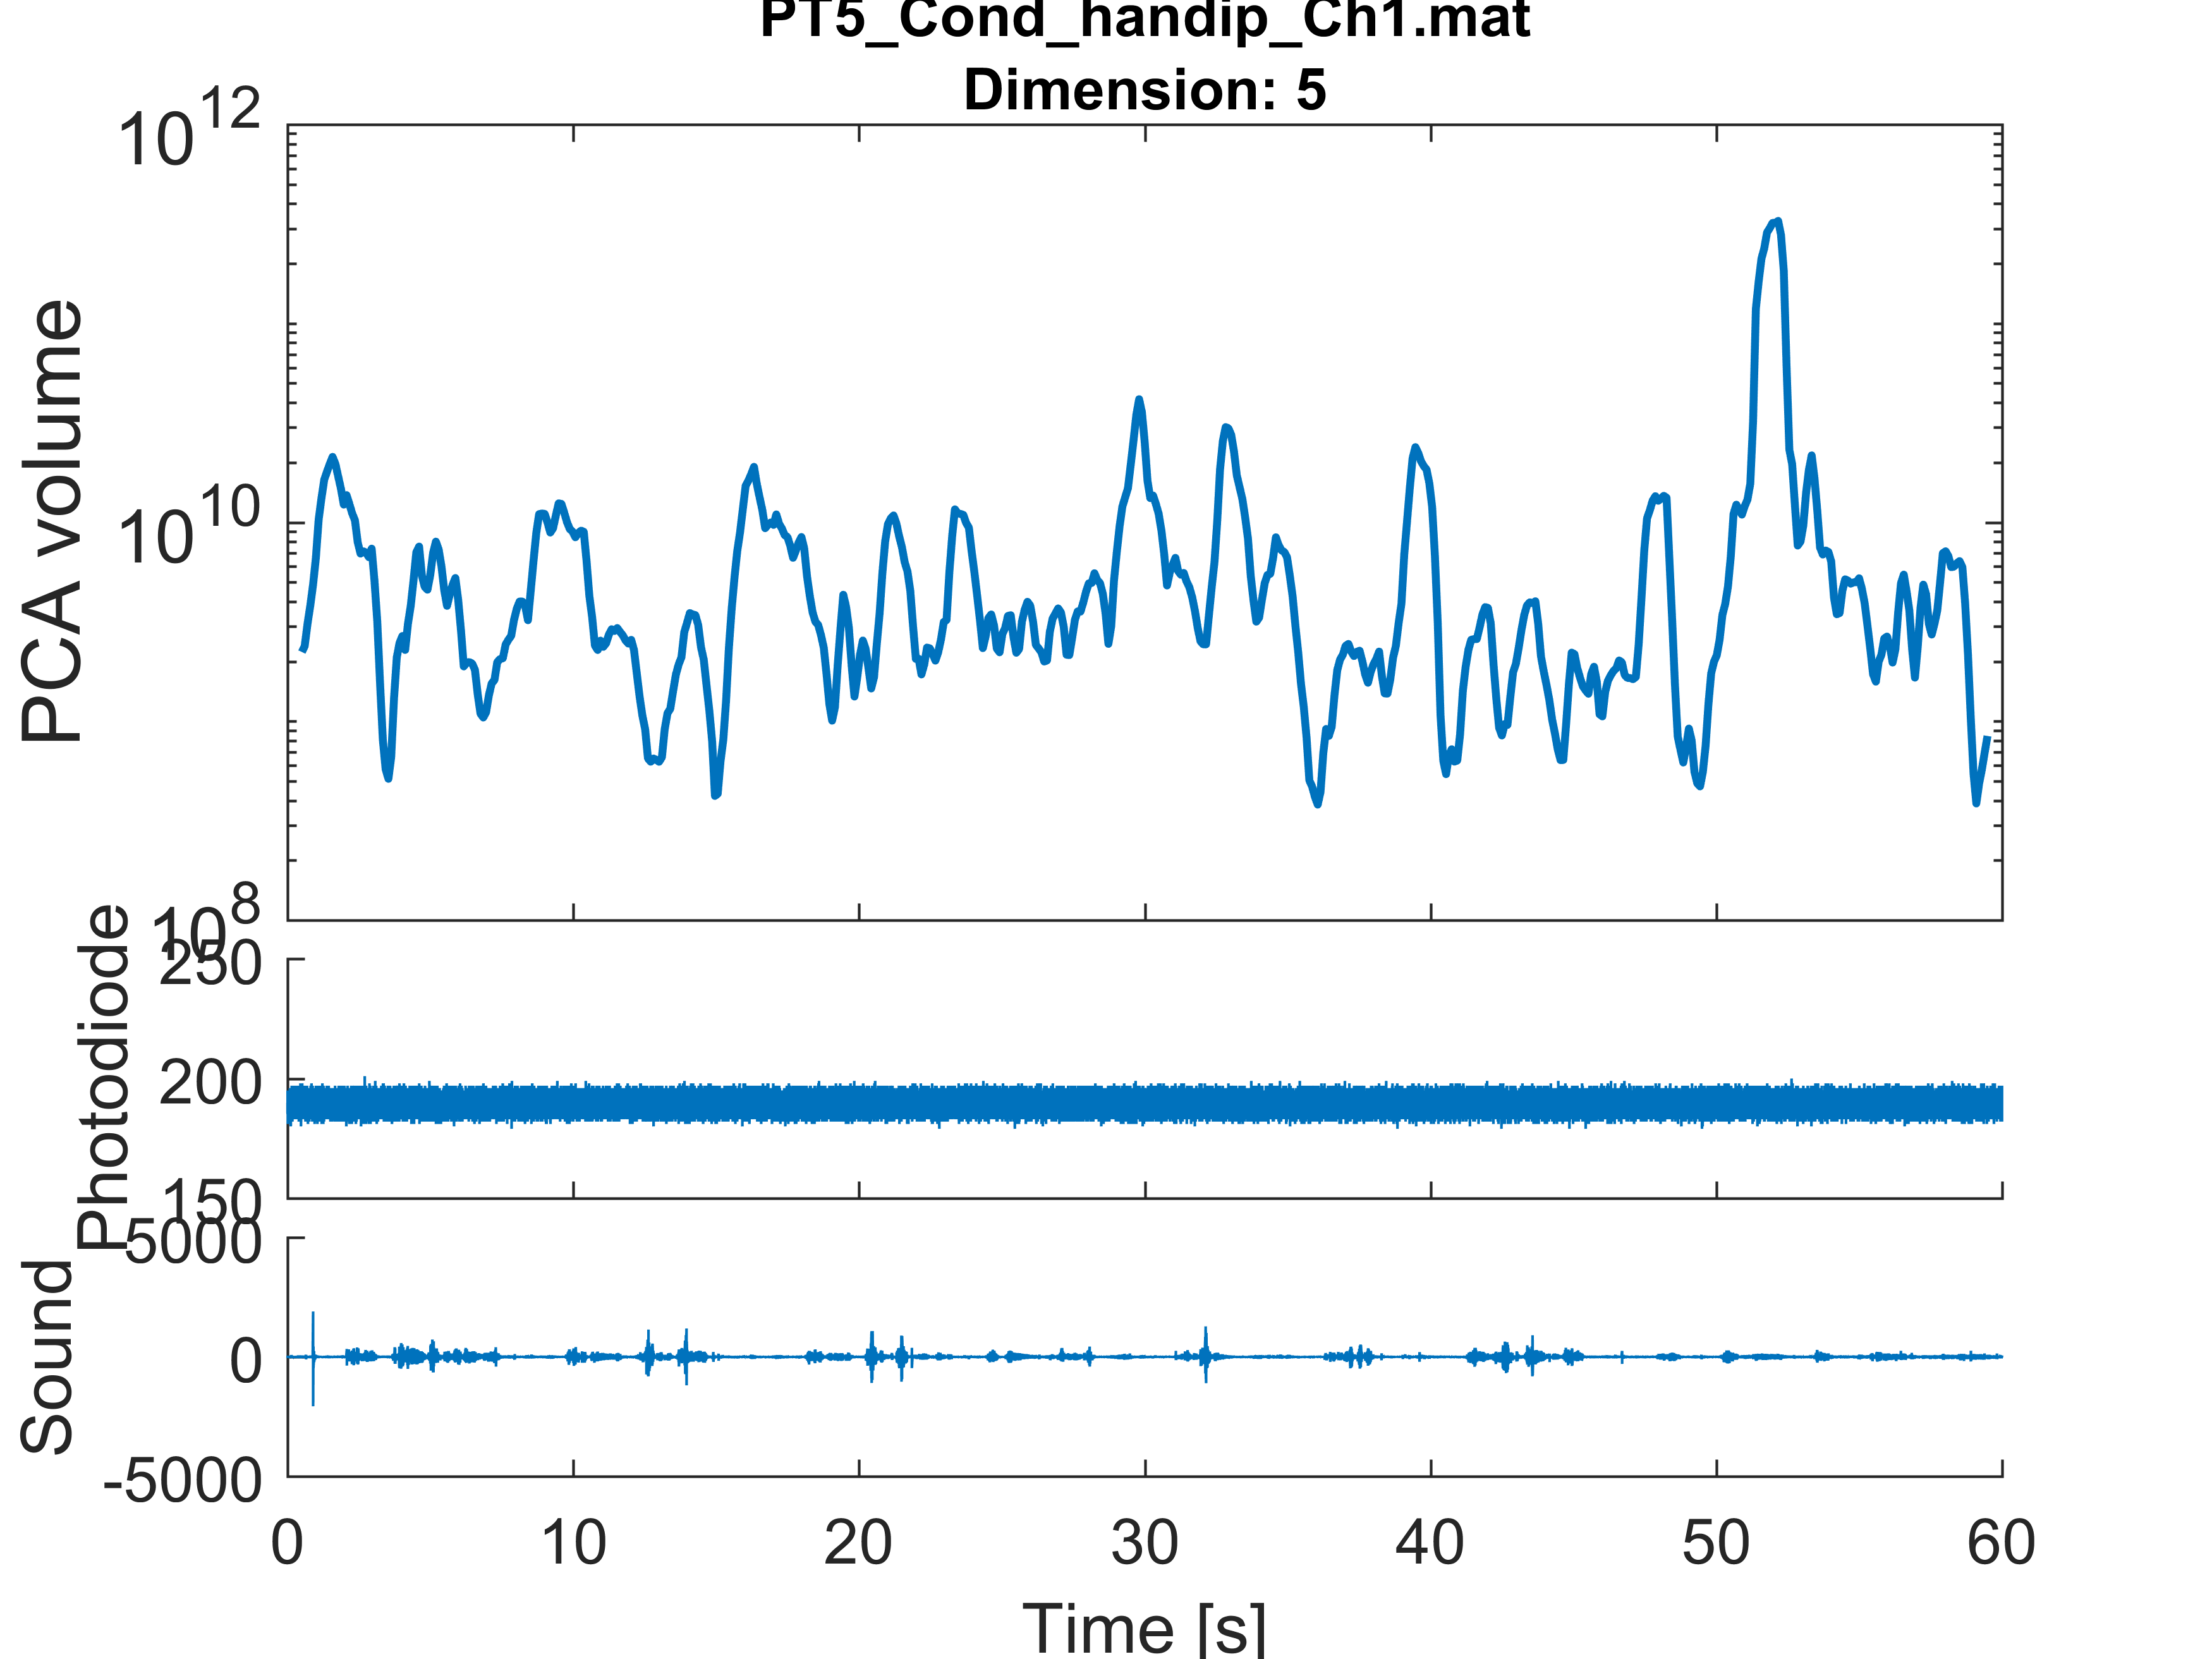 PT5_Cond_handip_Ch1.mat
Dimension: 5
10^12
10^10
10^8
PCA volume
250
200
150
Photodiode
5000
0
-5000
Sound
0 10 20 30 40 50 60
Time [s]